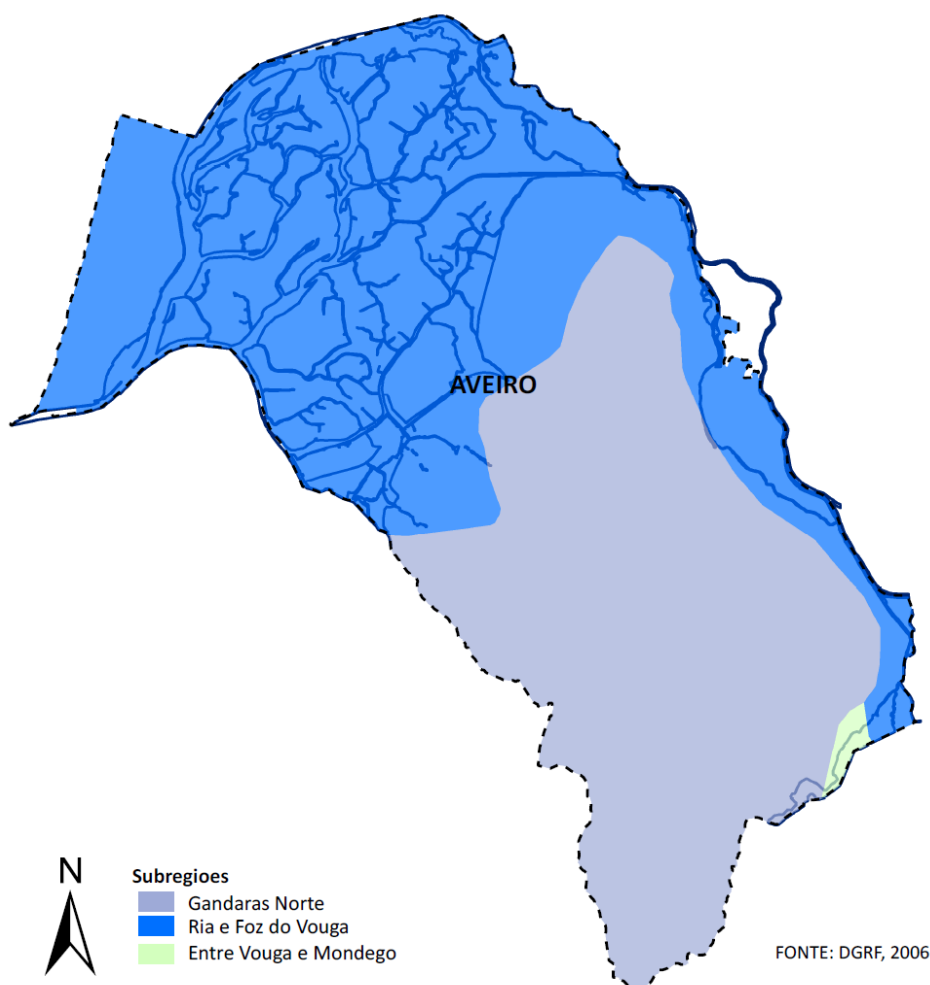 AVEIRO
N
Subregioes
Gandaras Norte
Ria e Foz do Vouga
Entre Vouga e Mondego
FONTE: DGRF, 2006